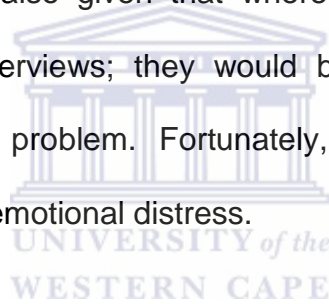 also given that where
erviews; they would b
problem. Fortunately,
emotional distress.
UNIVERSITY of the
WESTERN CAPE